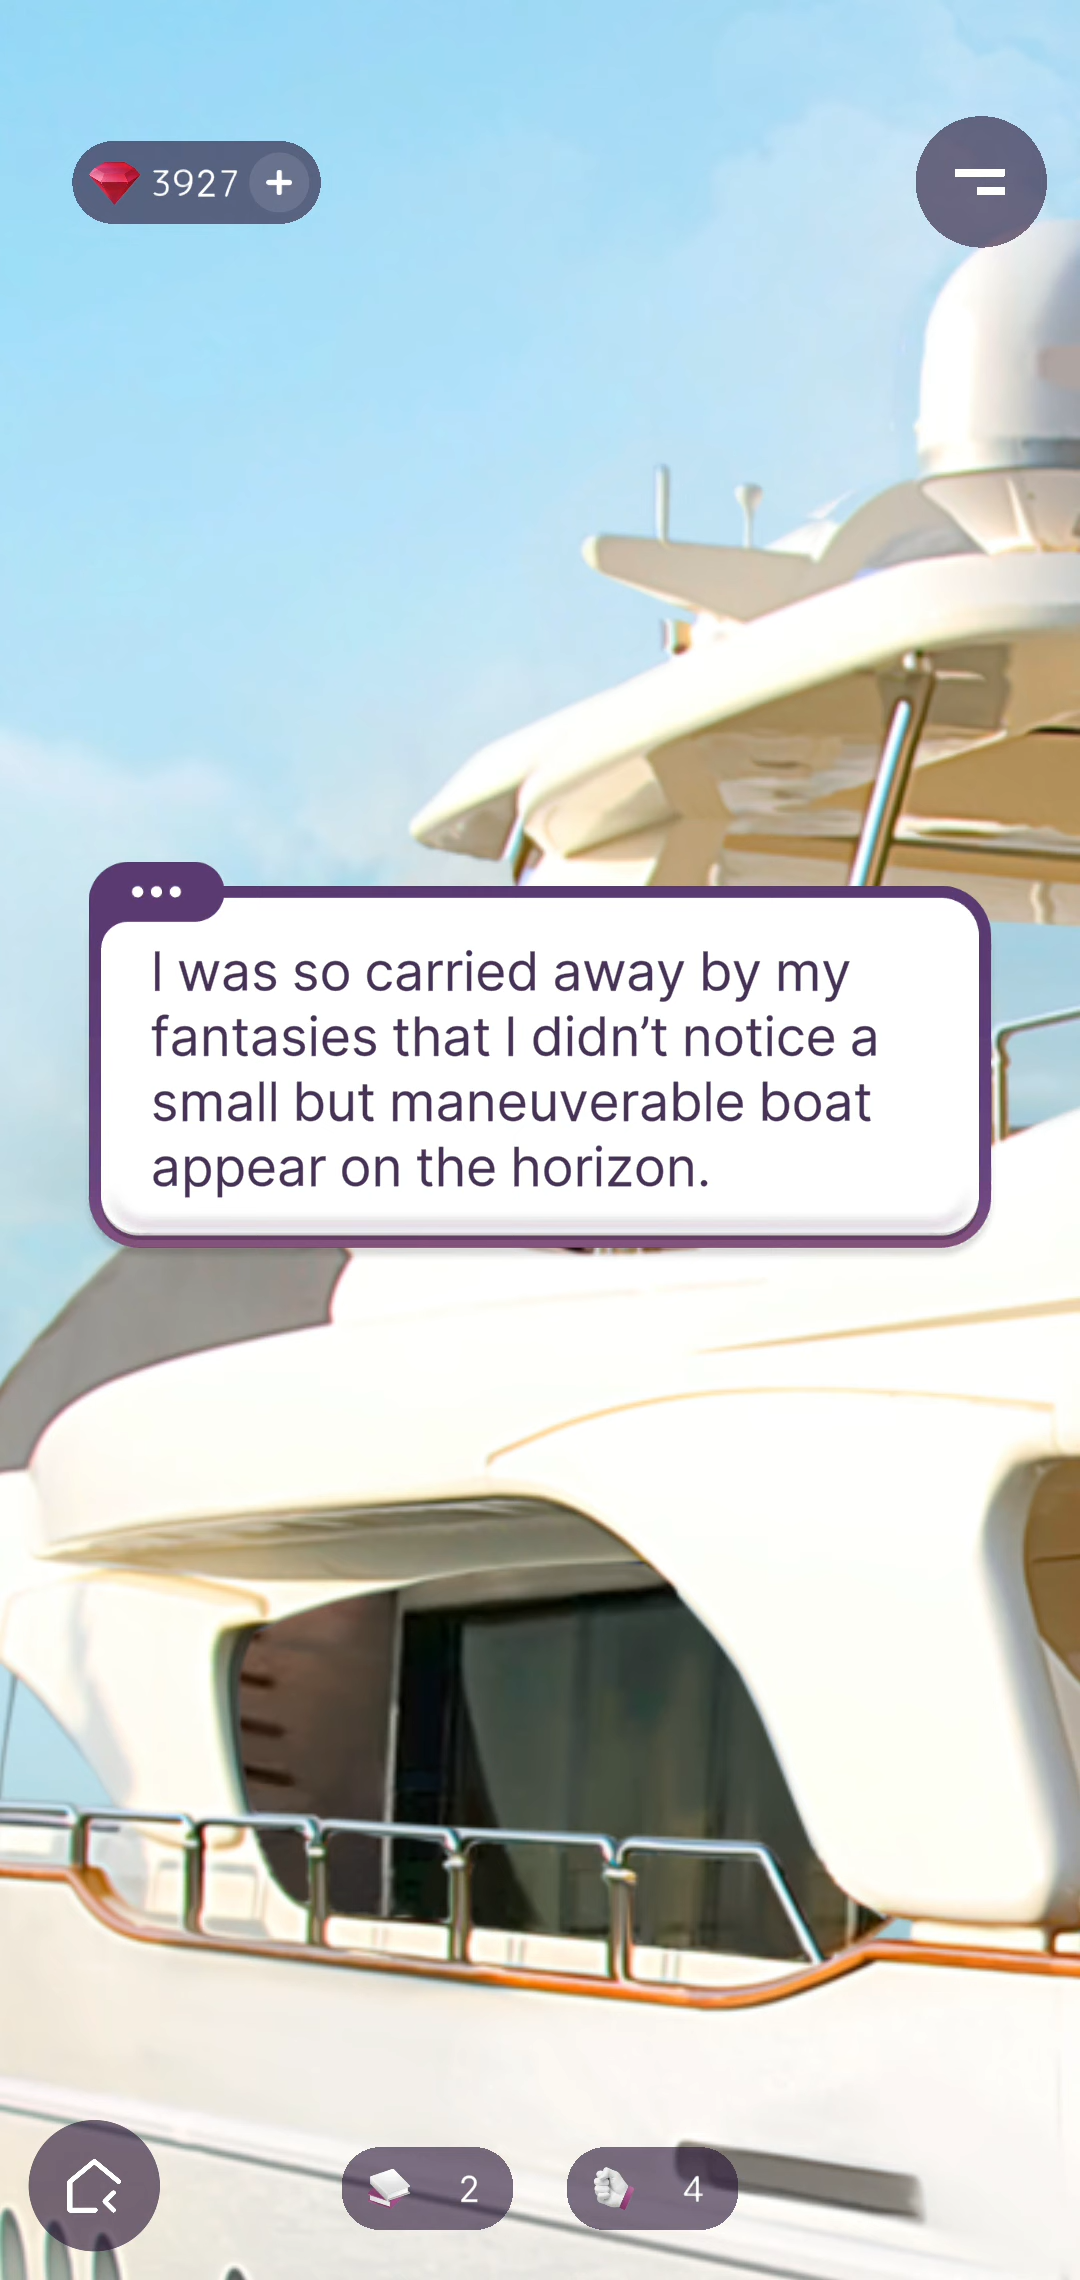 3927
I was so carried away by my
fantasies that I didn’t notice a
small but maneuverable boat
appear on the horizon.
2
4